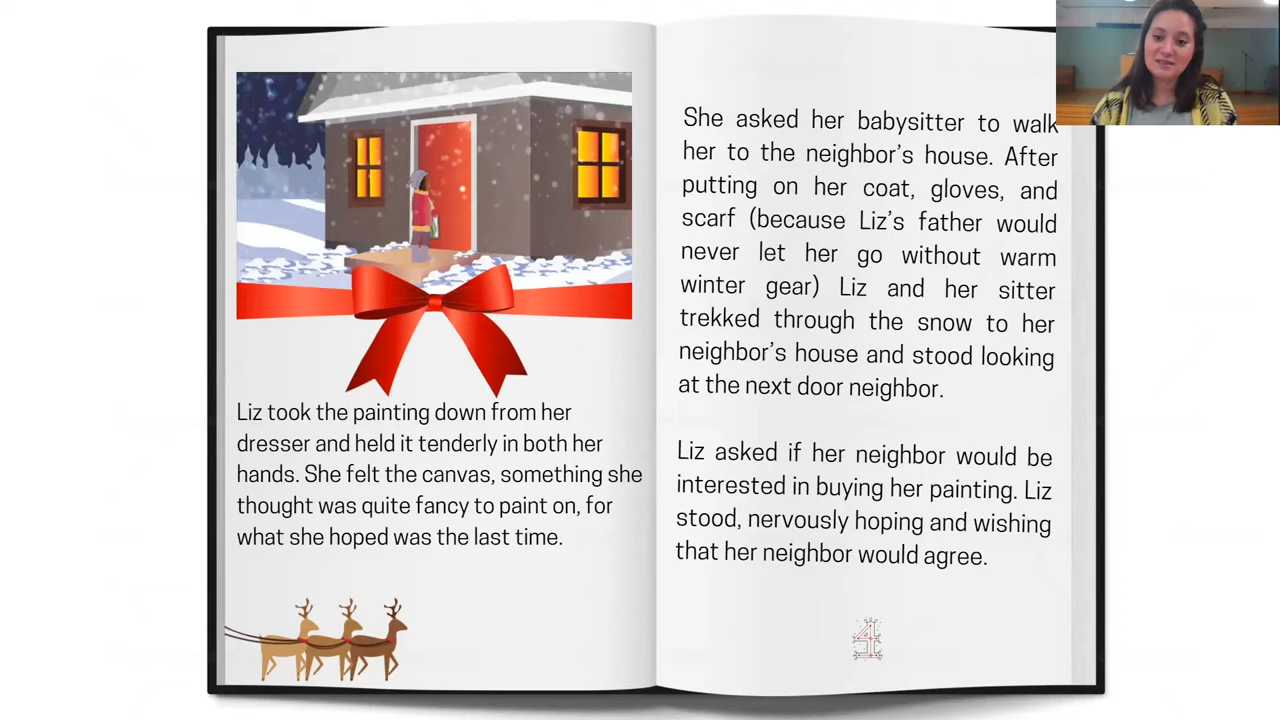 Liz took the painting down from her
dresser and held it tenderly in both her
hands. She felt the canvas, something she
thought was quite fancy to paint on, for
what she hoped was the last time.
She asked her babysitter to walk
her to the neighbor's house. After
putting on her coat, gloves, and
scarf (because Liz's father would
never let her go without warm
winter gear) Liz and her sitter
trekked through the snow to her
neighbor's house and stood looking
at the next door neighbor.
Liz asked if her neighbor would be
interested in buying her painting. Liz
stood, nervously hoping and wishing
that her neighbor would agree.
4